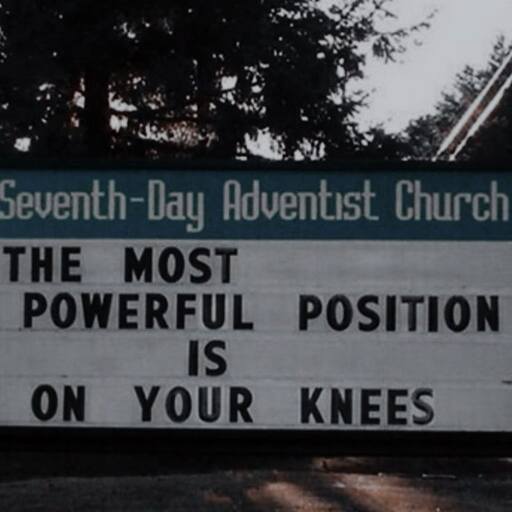 Seventh-Day Adventist Church
THE MOST
POWERFUL POSITION
IS
ON YOUR KNEES